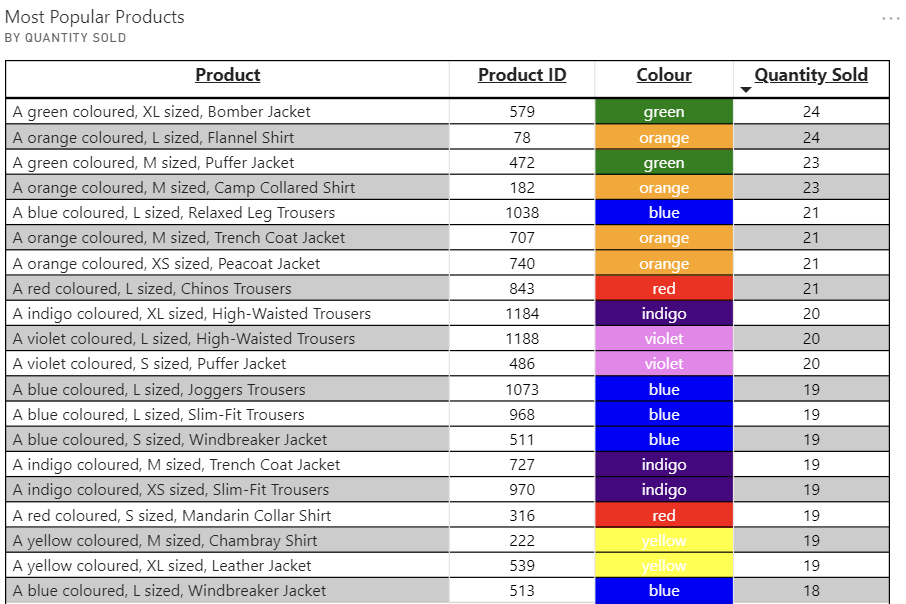 Most Popular Products
BY QUANTITY SOLD
Product Product ID Colour Quantity Sold
A green coloured, XL sized, Bomber Jacket 579 green 24
A orange coloured, L sized, Flannel Shirt 78 orange 24
A green coloured, M sized, Puffer Jacket 472 green 23
A orange coloured, M sized, Camp Collared Shirt 182 orange 23
A blue coloured, L sized, Relaxed Leg Trousers 1038 blue 21
A orange coloured, M sized, Trench Coat Jacket 707 orange 21
A orange coloured, XS sized, Peacoat Jacket 740 orange 21
A red coloured, L sized, Chinos Trousers 843 red 21
A indigo coloured, XL sized, High-Waisted Trousers 1184 indigo 20
A violet coloured, L sized, High-Waisted Trousers 1188 violet 20
A violet coloured, S sized, Puffer Jacket 486 violet 20
A blue coloured, L sized, Joggers Trousers 1073 blue 19
A blue coloured, L sized, Slim-Fit Trousers 968 blue 19
A blue coloured, S sized, Windbreaker Jacket 511 blue 19
A indigo coloured, M sized, Trench Coat Jacket 727 indigo 19
A indigo coloured, XS sized, Slim-Fit Trousers 970 indigo 19
A red coloured, S sized, Mandarin Collar Shirt 316 red 19
A yellow coloured, M sized, Chambray Shirt 222 yellow 19
A yellow coloured, XL sized, Leather Jacket 539 yellow 19
A blue coloured, L sized, Windbreaker Jacket 513 blue 18